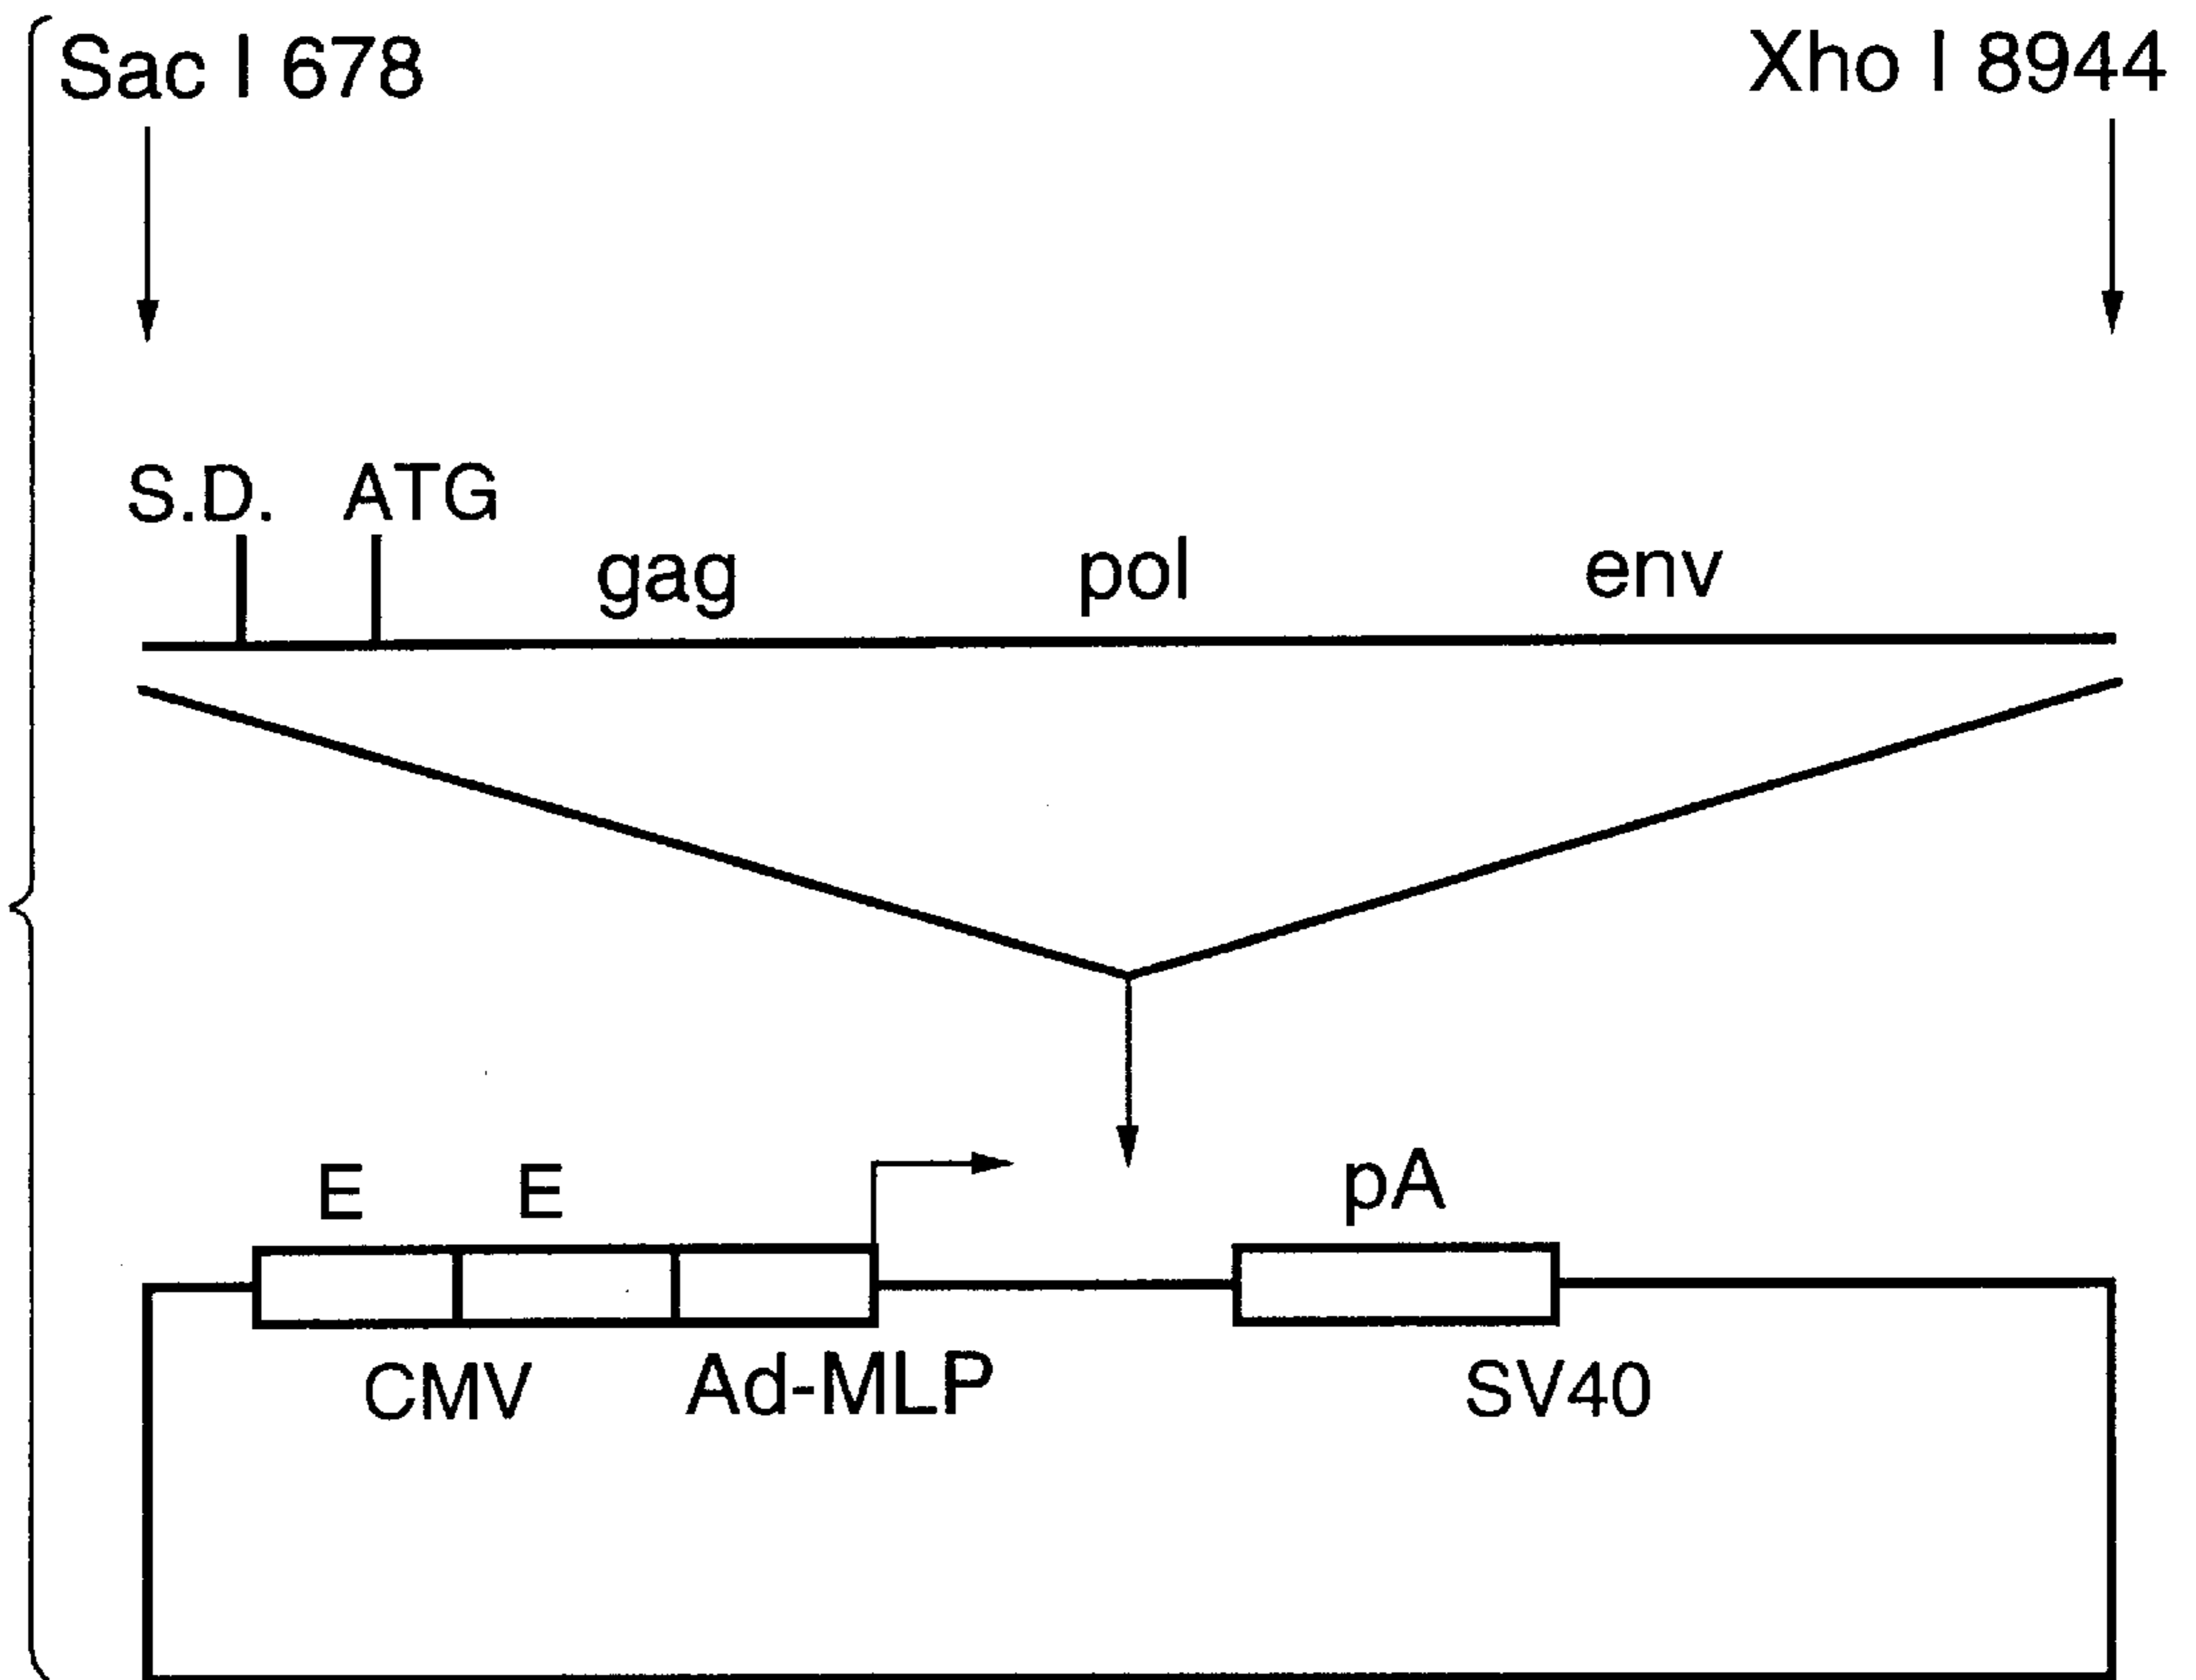 Sac I 678 Xho I 8944
S.D. ATG
gag pol env
E E pA
CMV Ad-MLP SV40